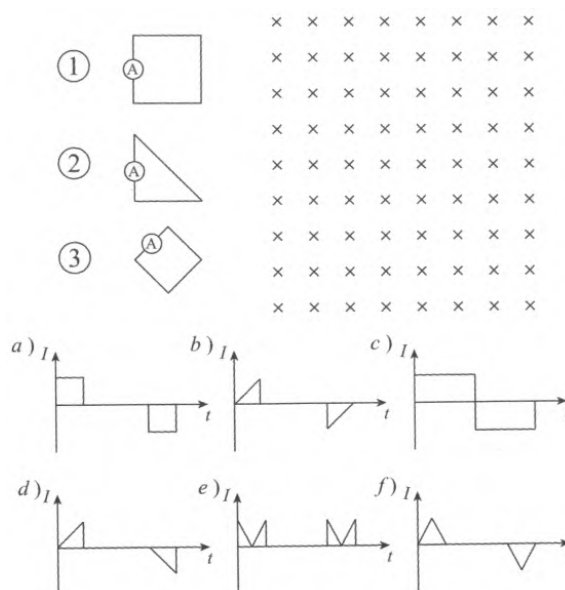 ① A
② A
③ A
× × × × × × × ×
× × × × × × × ×
× × × × × × × ×
× × × × × × × ×
× × × × × × × ×
× × × × × × × ×
× × × × × × × ×
× × × × × × × ×
× × × × × × × ×
a) I t
b) I t
c) I t
d) I t
e) I t
f) I t